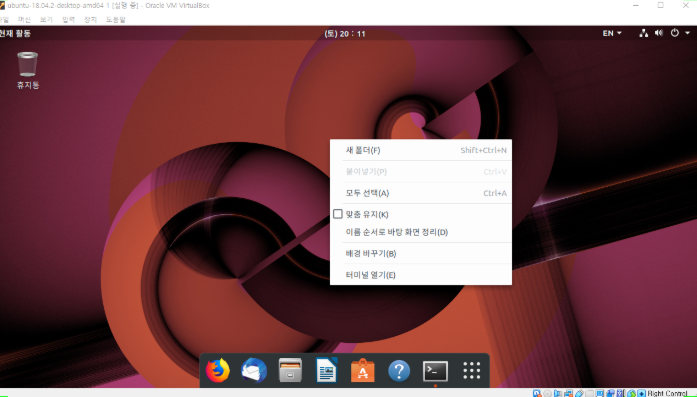 ubuntu-18.04.2-desktop-amd64 1 [실행 중] - Oracle VM VirtualBox
파일 머신 보기 입력 장치 도움말
현재 활동
(토) 20 : 11
EN
휴지통
새 폴더(F) Shift+Ctrl+N
붙여넣기(P) Ctrl+V
모두 선택(A) Ctrl+A
맞춤 유지(K)
이름 순서로 바탕 화면 정리(D)
배경 바꾸기(B)
터미널 열기(E)
Right Control